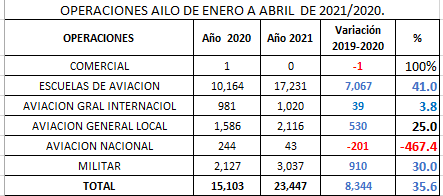 OPERACIONES AILO DE ENERO A ABRIL DE 2021/2020.
OPERACIONES Año 2020 Año 2021 Variación 2019-2020 %
COMERCIAL 1 0 -1 100%
ESCUELAS DE AVIACION 10,164 17,231 7,067 41.0
AVIACION GRAL INTERNACIOL 981 1,020 39 3.8
AVIACION GENERAL LOCAL 1,586 2,116 530 25.0
AVIACION NACIONAL 244 43 -201 -467.4
MILITAR 2,127 3,037 910 30.0
TOTAL 15,103 23,447 8,344 35.6